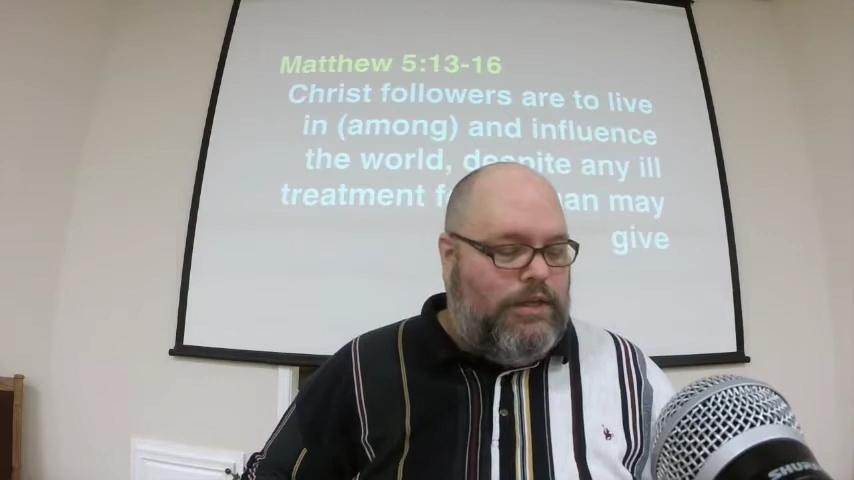 Matthew 5:13-16
Christ followers are to live
in (among) and influence
the world, despite any ill
treatment may
give
SHURE